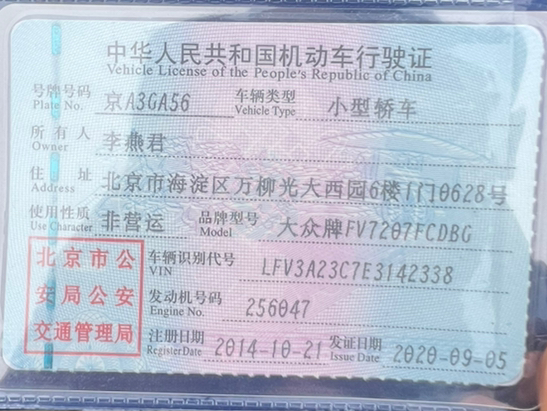 中华人民共和国机动车行驶证
Vehicle License of the People's Republic of China
号牌号码 Plate No. 京A3GA56 车辆类型 Vehicle Type 小型轿车
所有人 Owner 李燕君
住址 Address 北京市海淀区万柳光大西园6楼1门0628号
使用性质 Use Character 非营运 品牌型号 Model 大众牌FV7207FCDBG
北京市公安局公安交通管理局
车辆识别代号 VIN LFV3A23C7E3142338
发动机号码 Engine No. 256047
注册日期 Register Date 2014-10-21 发证日期 Issue Date 2020-09-05